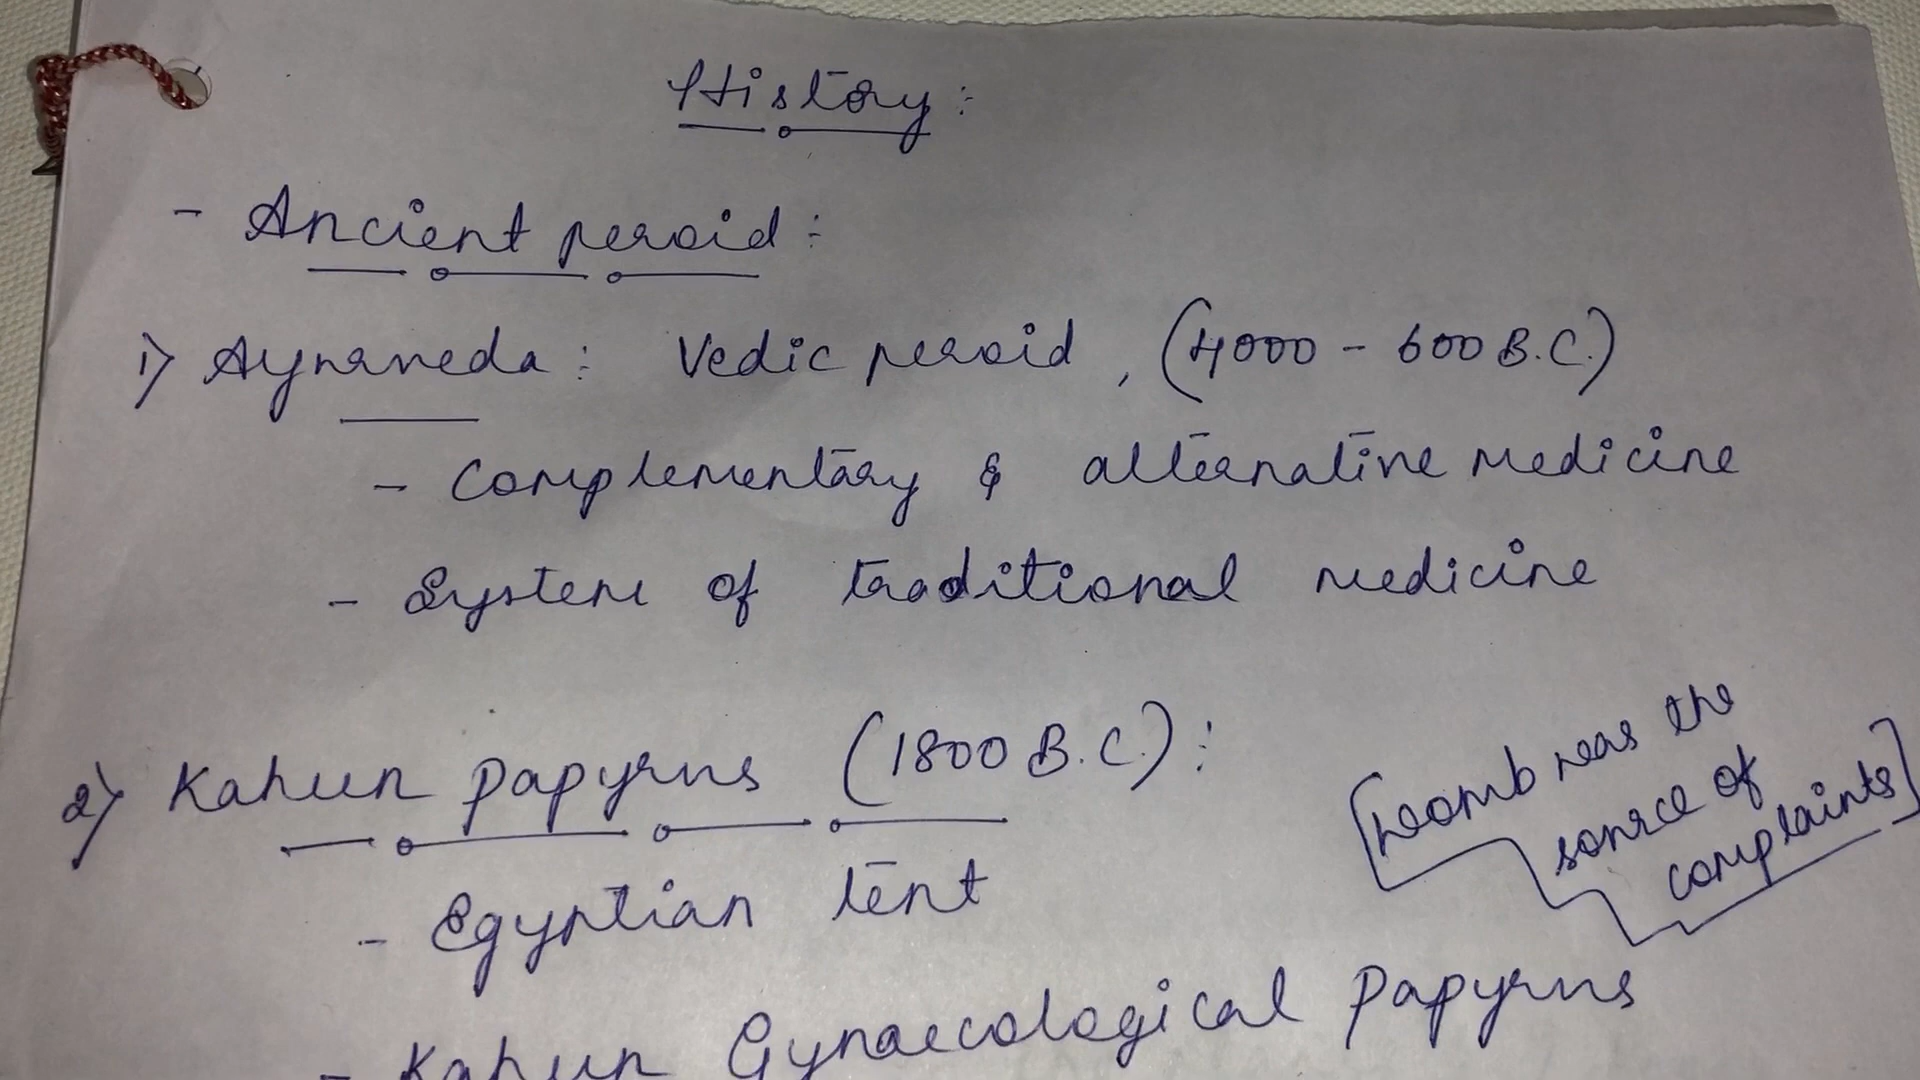 History:
- Ancient peroid:
1) Ayurveda: Vedic peroid, (4000 - 600 B.C.)
- Complementary & alternative medicine
- System of traditional medicine
2) Kahun papyrus (1800 B.C.):
[womb was the
source of
complaints]
- Egyptian text
- Kahun Gynaecological Papyrus